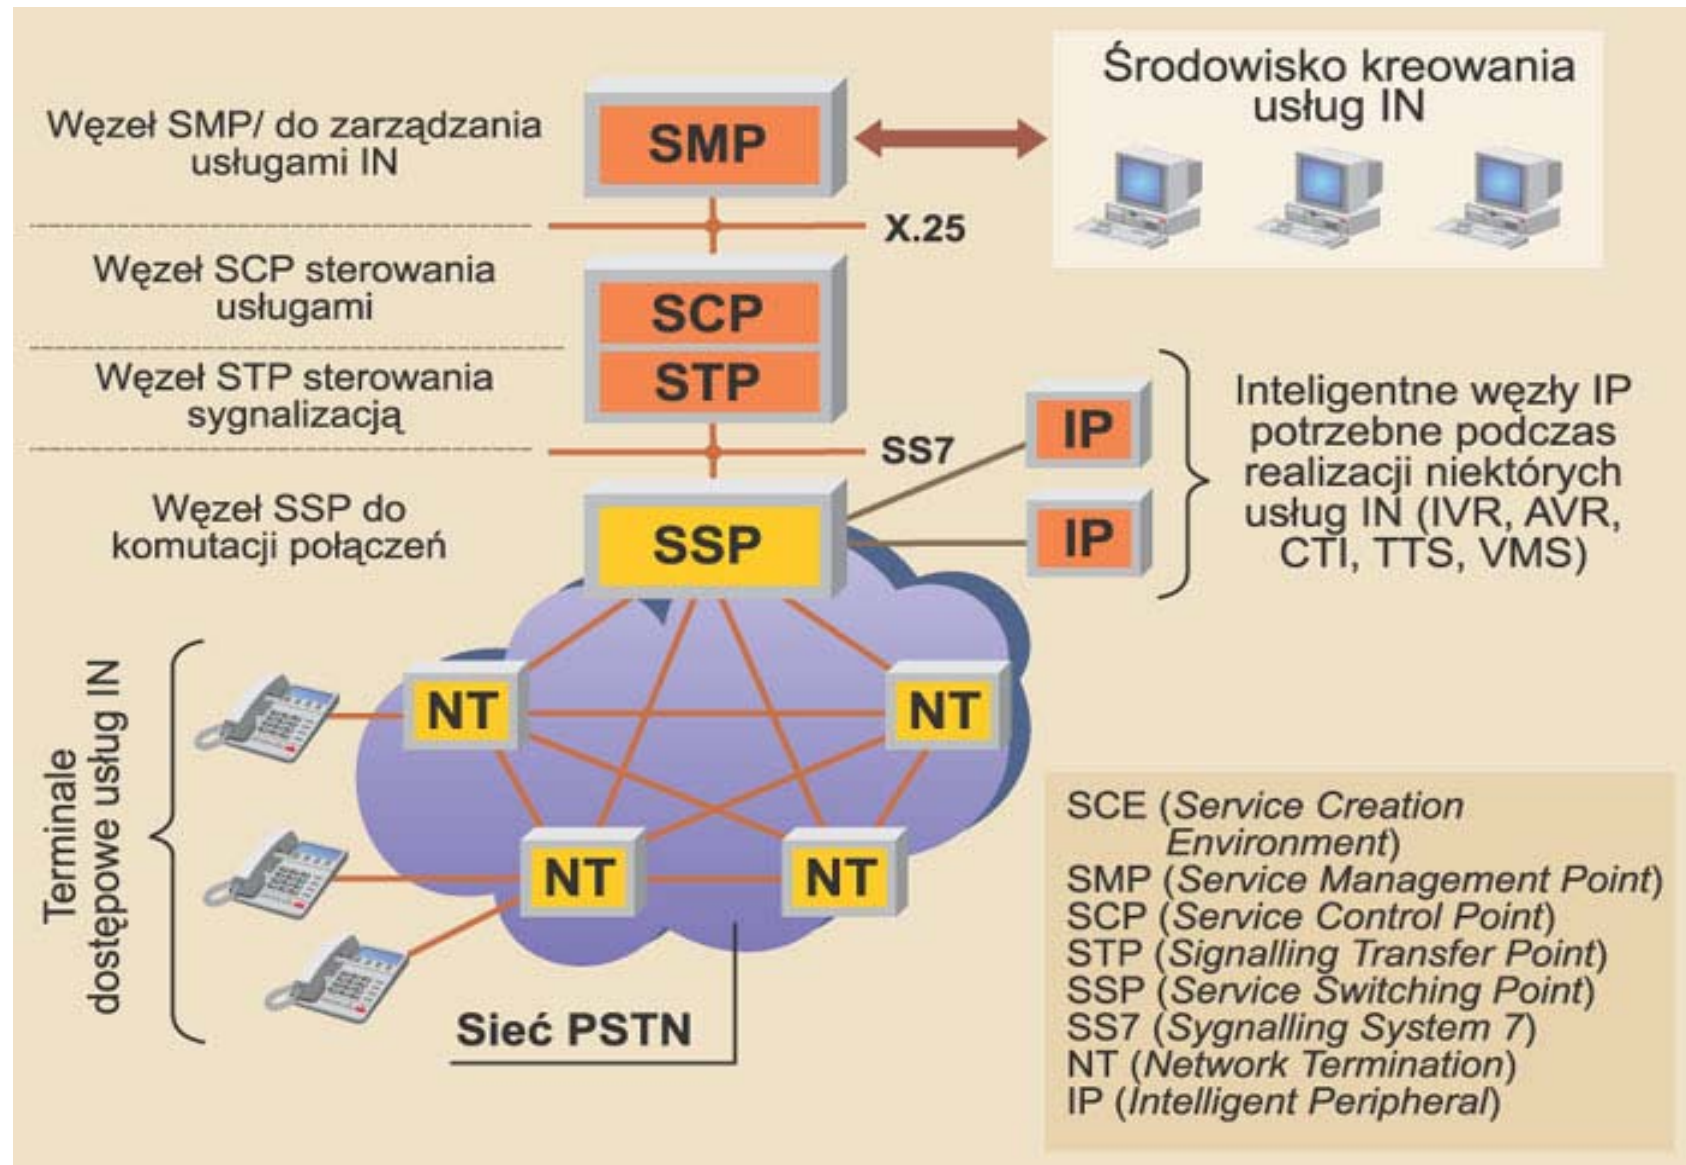 Węzeł SMP/ do zarządzania
usługami IN
SMP
Środowisko kreowania
usług IN
X.25
Węzeł SCP sterowania
usługami
SCP
Węzeł STP sterowania
sygnalizacją
STP
SS7
Węzeł SSP do
komutacji połączeń
SSP
IP
IP
Inteligentne węzły IP
potrzebne podczas
realizacji niektórych
usług IN (IVR, AVR,
CTI, TTS, VMS)
Terminale
dostępowe usług IN
NT
NT
NT
NT
Sieć PSTN
SCE (Service Creation
Environment)
SMP (Service Management Point)
SCP (Service Control Point)
STP (Signalling Transfer Point)
SSP (Service Switching Point)
SS7 (Sygnalling System 7)
NT (Network Termination)
IP (Intelligent Peripheral)